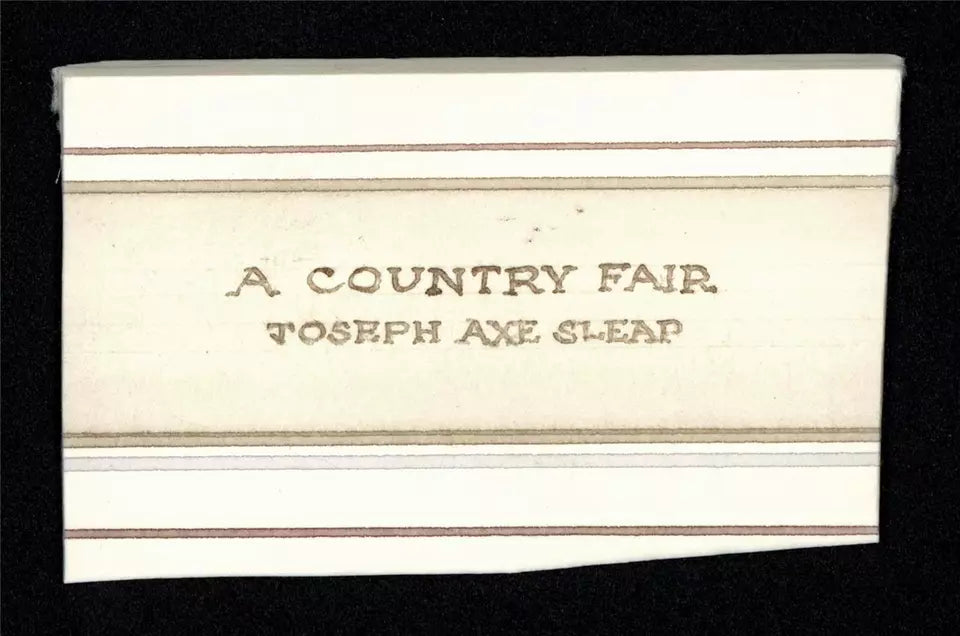 A COUNTRY FAIR
JOSEPH AXE SLEAP